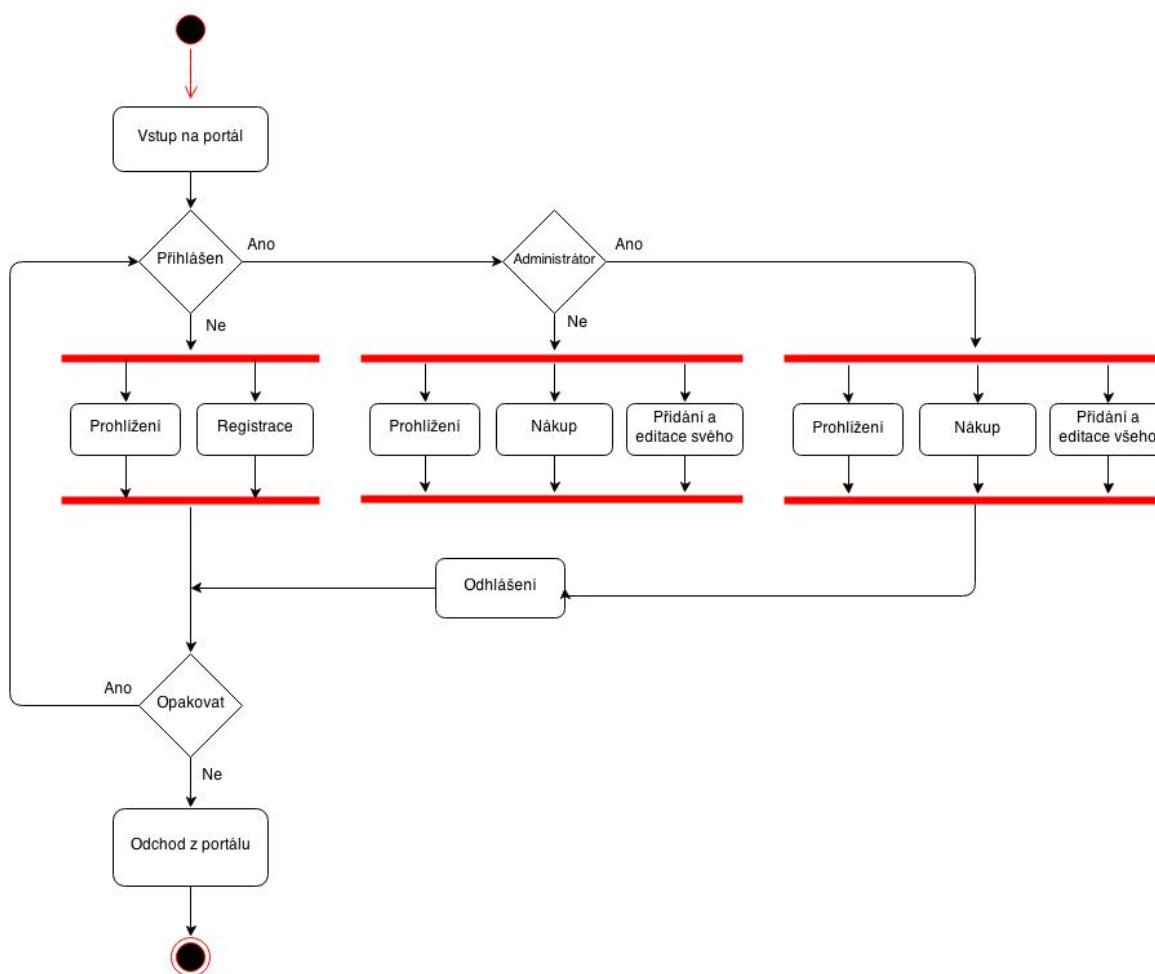 Vstup na portál
Přihlášen
Ano
Administrátor
Ano
Ne
Ne
Prohlížení
Registrace
Prohlížení
Nákup
Přidání a
editace svého
Prohlížení
Nákup
Přidání a
editace všeho
Odhlášení
Ano
Opakovat
Ne
Odchod z portálu